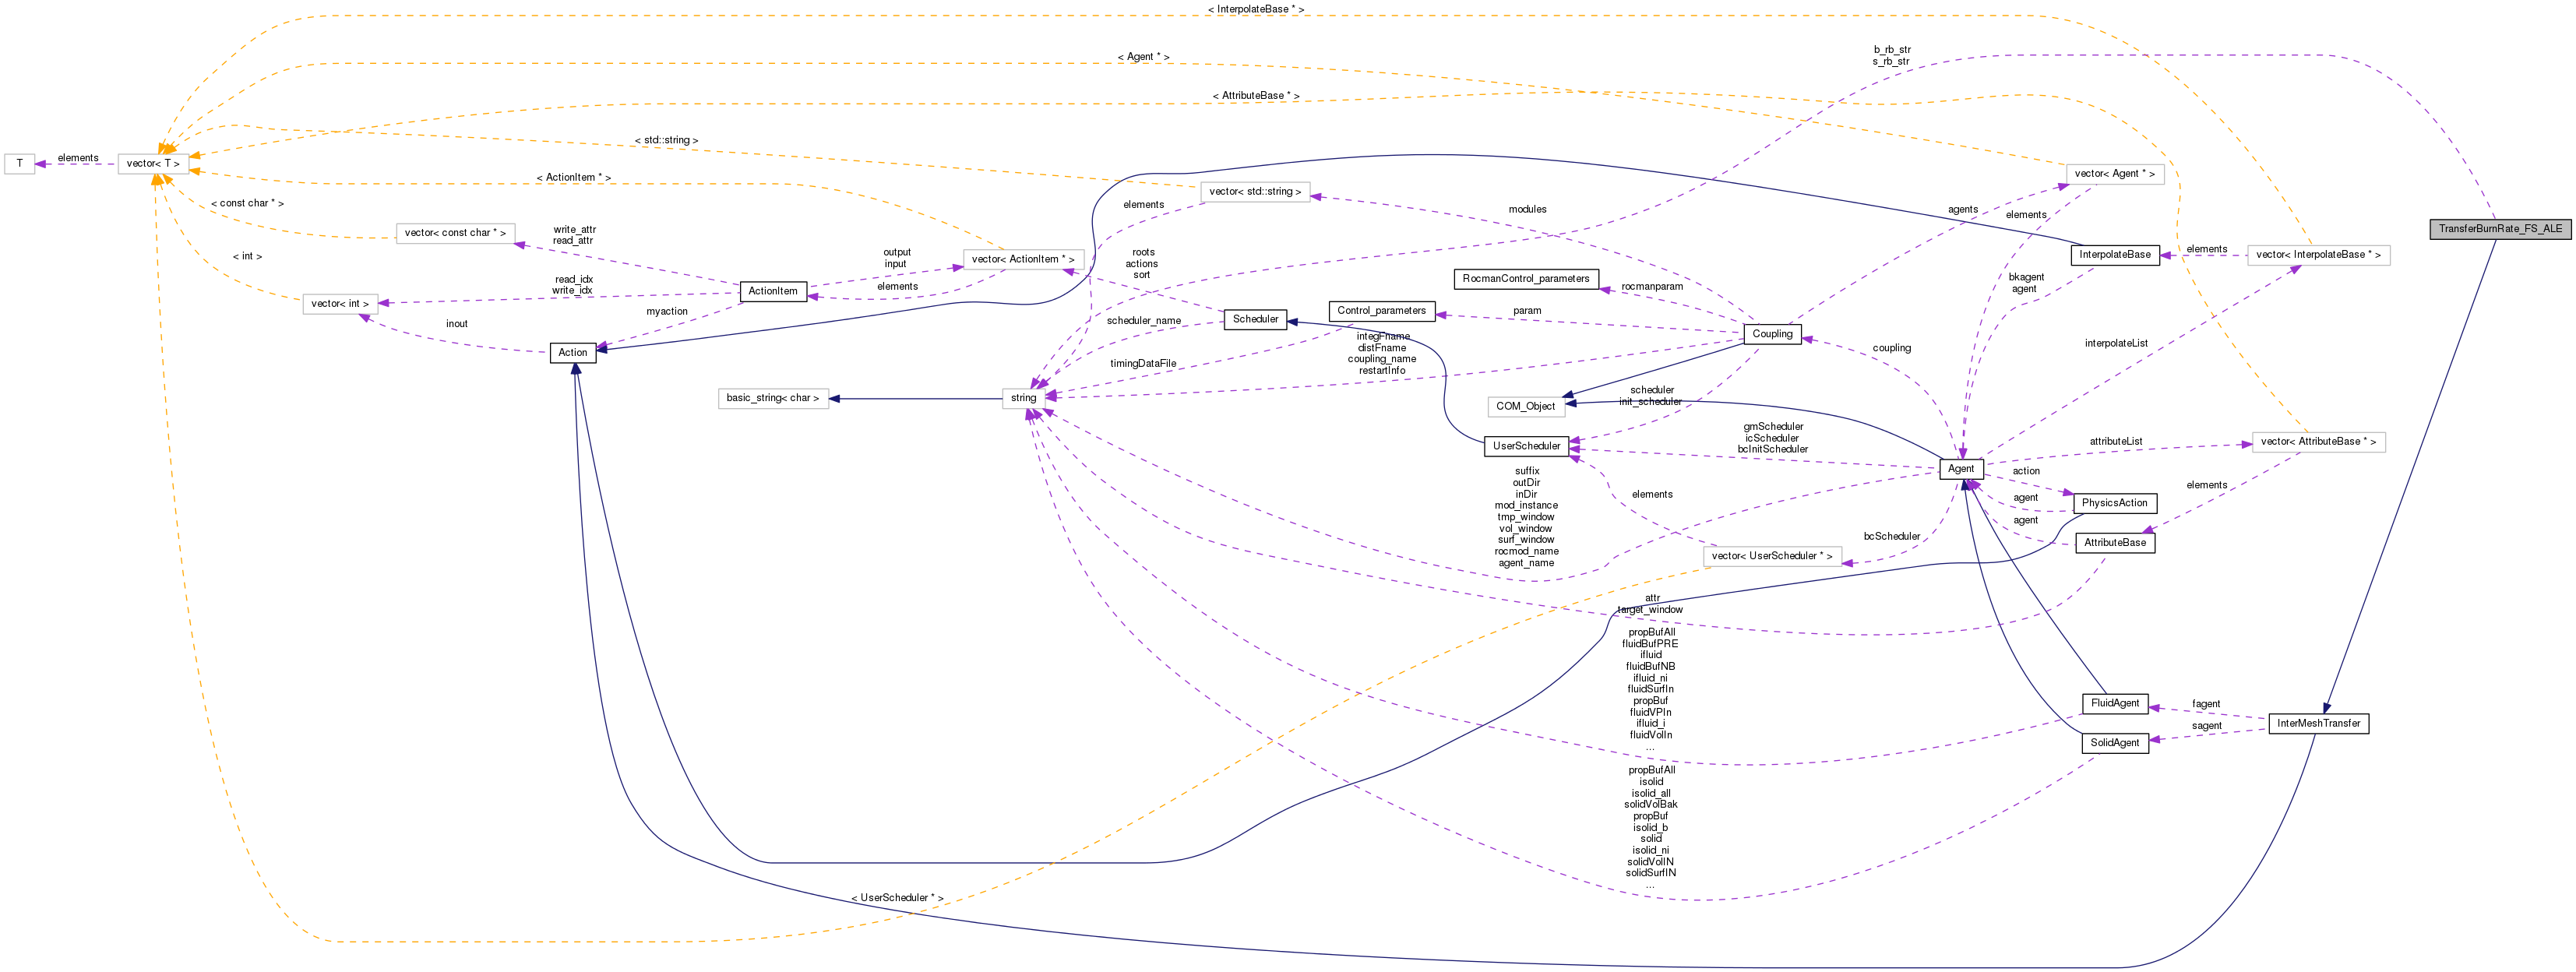 < InterpolateBase * >
b_rb_str
s_rb_str
< Agent * >
< AttributeBase * >
< std::string >
T
elements
vector< T >
< ActionItem * >
vector< Agent * >
vector< std::string >
elements
modules
agents
elements
< const char * >
vector< const char * >
write_attr
read_attr
TransferBurnRate_FS_ALE
< int >
output
input
vector< ActionItem * >
roots
actions
sort
InterpolateBase
elements
vector< InterpolateBase * >
read_idx
write_idx
ActionItem
elements
RocmanControl_parameters
rocmanparam
bkagent
agent
vector< int >
myaction
inout
scheduler_name
Scheduler
Control_parameters
param
Coupling
integFname
distFname
coupling_name
restartInfo
coupling
interpolateList
Action
timingDataFile
basic_string< char >
string
COM_Object
scheduler
init_scheduler
UserScheduler
gmScheduler
icScheduler
bcInitScheduler
attributeList
vector< AttributeBase * >
Agent
action
suffix
outDir
inDir
mod_instance
tmp_window
vol_window
surf_window
rocmod_name
agent_name
elements
agent
PhysicsAction
elements
agent
bcScheduler
AttributeBase
vector< UserScheduler * >
attr
target_window
propBufAll
fluidBufPRE
ifluid
fluidBufNB
ifluid_ni
fluidSurfIn
propBuf
fluidVPIn
ifluid_i
fluidVolIn
...
FluidAgent
fagent
InterMeshTransfer
sagent
SolidAgent
propBufAll
isolid
isolid_all
solidVolBak
propBuf
isolid_b
solid
isolid_ni
solidVolIN
solidSurfIN
...
< UserScheduler * >